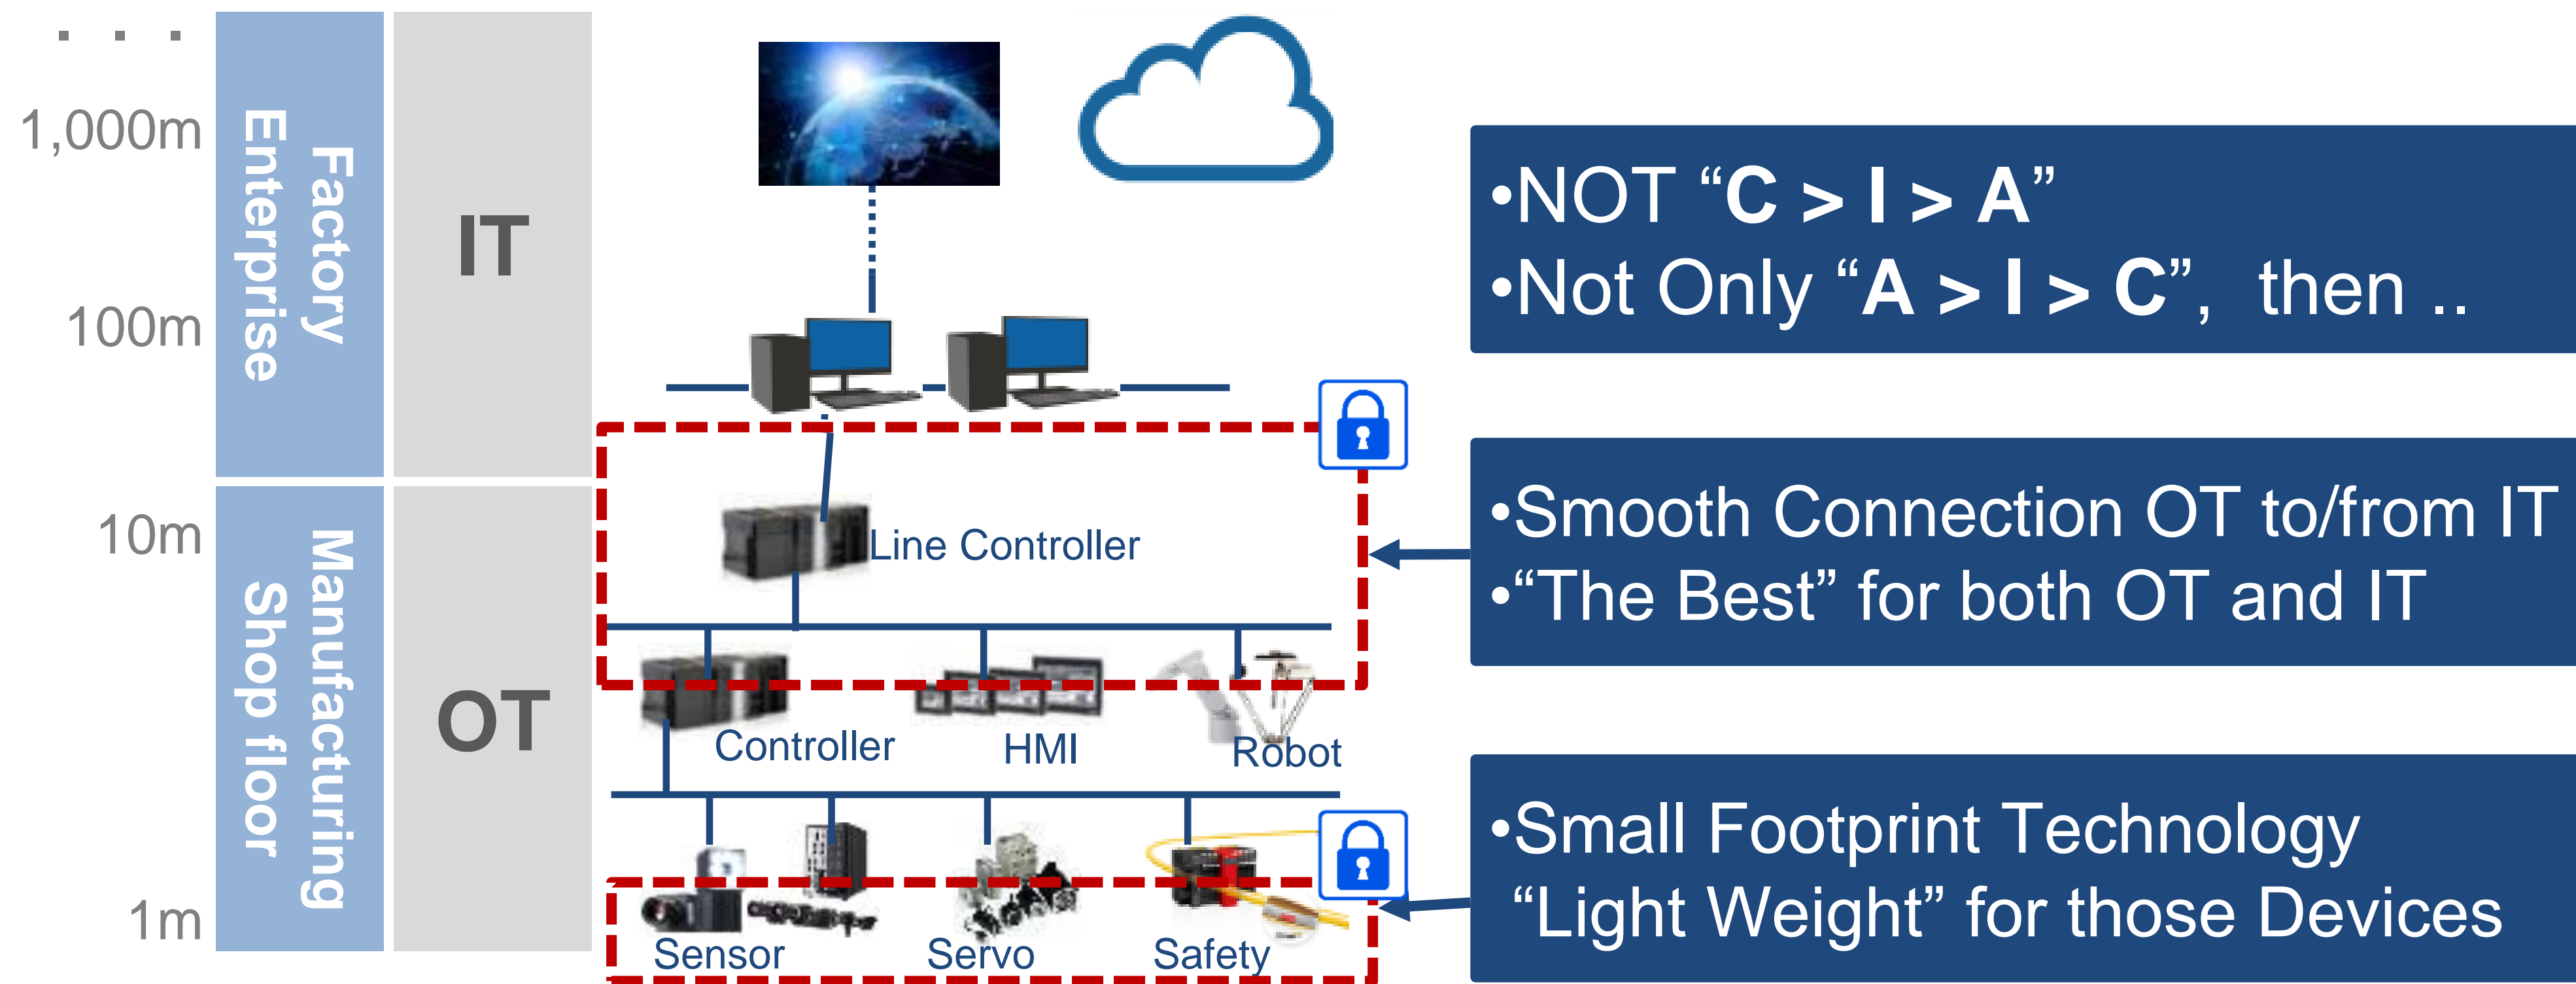 . . .
1,000m
100m
10m
1m
Factory
Enterprise
Manufacturing
Shop floor
IT
OT
Line Controller
Controller
HMI
Robot
Sensor
Servo
Safety
•NOT “C > I > A”
•Not Only “A > I > C”, then ..
•Smooth Connection OT to/from IT
•“The Best” for both OT and IT
•Small Footprint Technology
“Light Weight” for those Devices